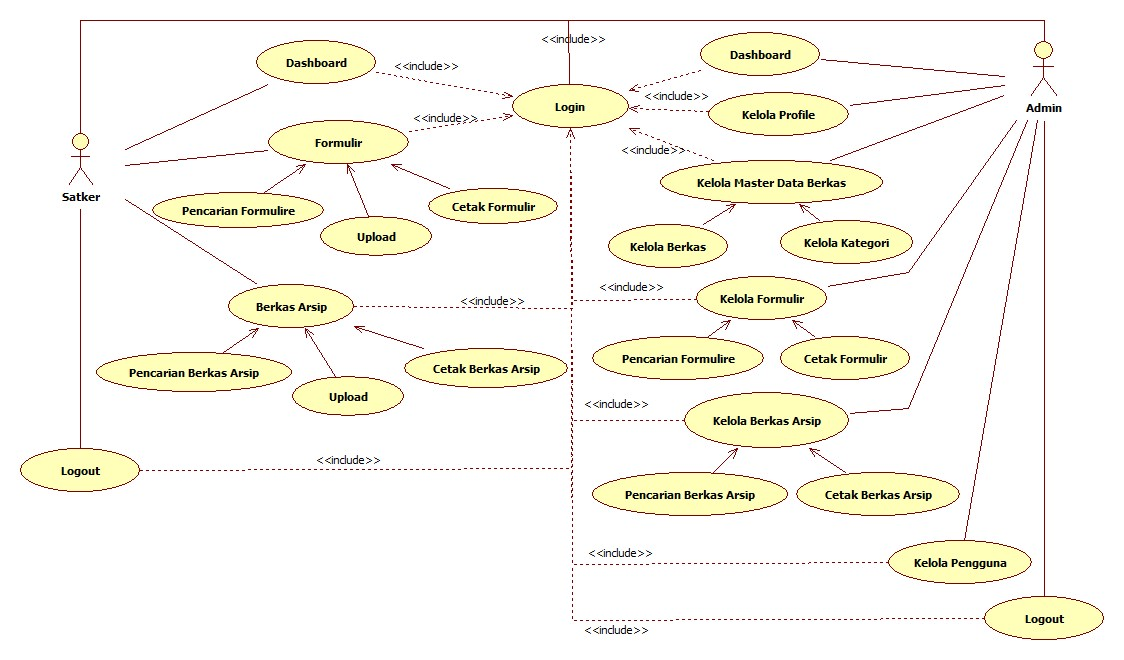 <<include>>
Dashboard
<<include>>
Login
Dashboard
<<include>>
Kelola Profile
Admin
Satker
Formulir
<<include>>
<<include>>
Kelola Master Data Berkas
Pencarian Formulire
Upload
Cetak Formulir
Kelola Berkas
Kelola Kategori
Berkas Arsip
<<include>>
<<include>>
Kelola Formulir
Pencarian Berkas Arsip
Upload
Cetak Berkas Arsip
Pencarian Formulire
Cetak Formulir
<<include>>
Kelola Berkas Arsip
Logout
<<include>>
Pencarian Berkas Arsip
Cetak Berkas Arsip
<<include>>
Kelola Pengguna
<<include>>
Logout